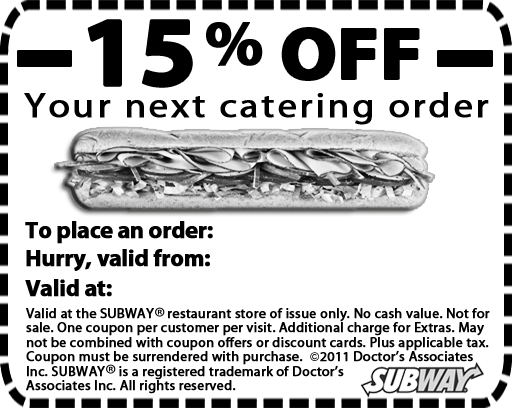 15% OFF
Your next catering order
To place an order:
Hurry, valid from:
Valid at:
Valid at the SUBWAY® restaurant store of issue only. No cash value. Not for
sale. One coupon per customer per visit. Additional charge for Extras. May
not be combined with coupon offers or discount cards. Plus applicable tax.
Coupon must be surrendered with purchase. ©2011 Doctor's Associates
Inc. SUBWAY® is a registered trademark of Doctor's
Associates Inc. All rights reserved.
SUBWAY